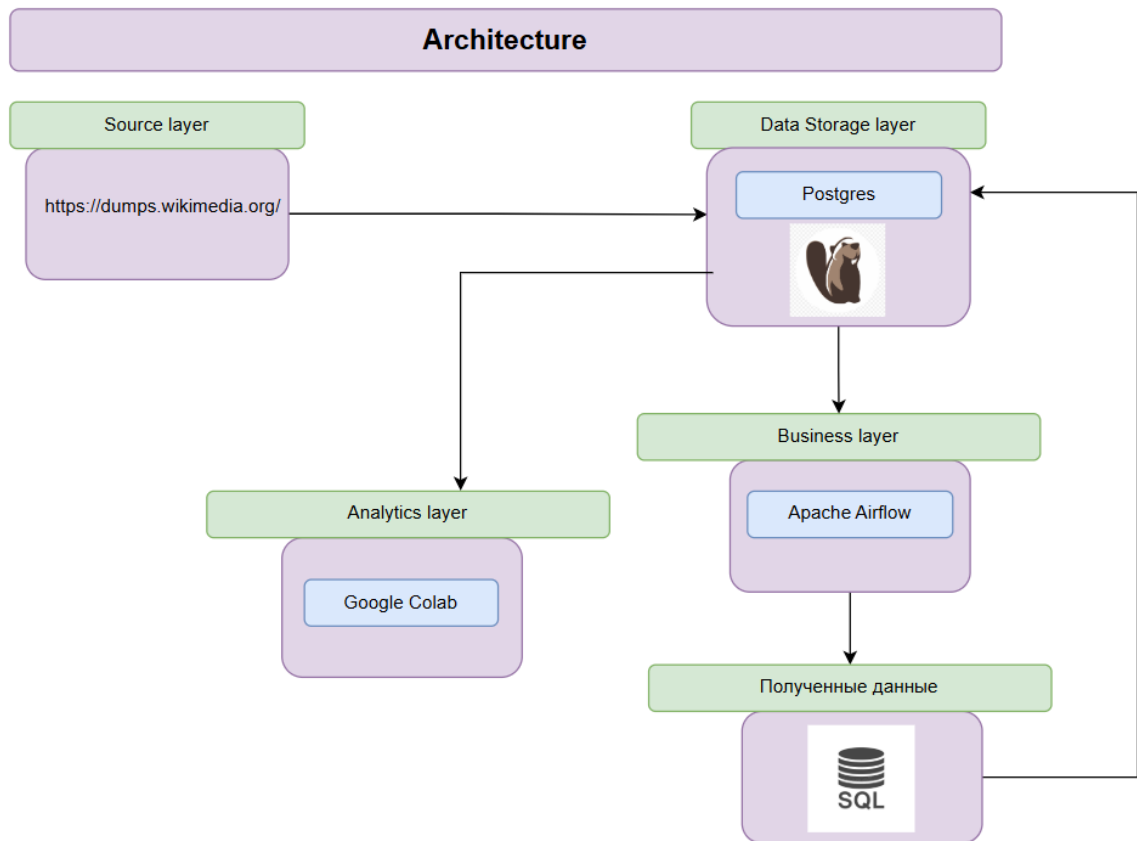 Architecture
Source layer
Data Storage layer
https://dumps.wikimedia.org/
Postgres
Business layer
Apache Airflow
Analytics layer
Google Colab
Полученные данные
SQL